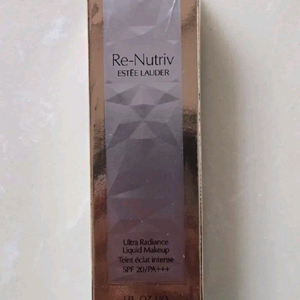 Re-Nutriv
ESTĒE LAUDER
Ultra Radiance
Liquid Makeup
Teint éclat intense
SPF 20/PA+++